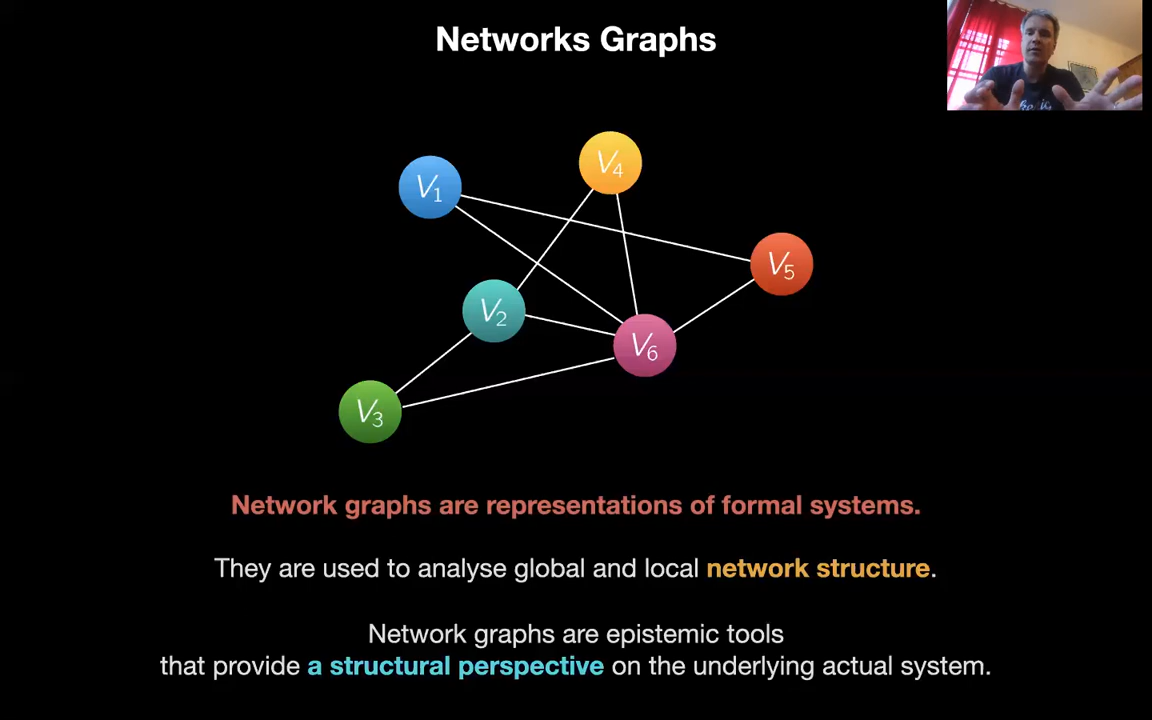 Networks Graphs
V4
V1
V5
V2
V6
V3
Network graphs are representations of formal systems.
They are used to analyse global and local network structure.
Network graphs are epistemic tools
that provide a structural perspective on the underlying actual system.